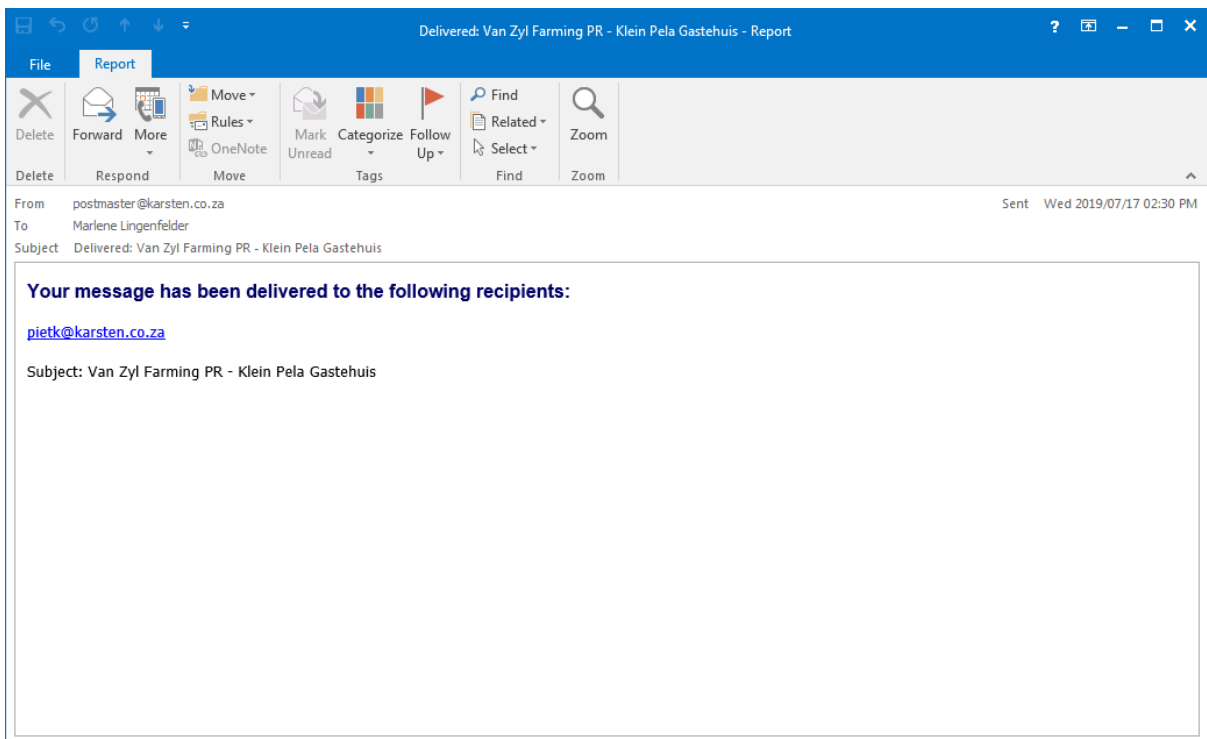 Delivered: Van Zyl Farming PR - Klein Pela Gastehuis - Report
?
File
Report
Delete
Forward
More
Move
Rules
OneNote
Mark Unread
Categorize
Follow Up
Find
Related
Select
Zoom
Delete
Respond
Move
Tags
Find
Zoom
From postmaster@karsten.co.za Sent Wed 2019/07/17 02:30 PM
To Marlene Lingenfelder
Subject Delivered: Van Zyl Farming PR - Klein Pela Gastehuis
Your message has been delivered to the following recipients:
pietk@karsten.co.za
Subject: Van Zyl Farming PR - Klein Pela Gastehuis